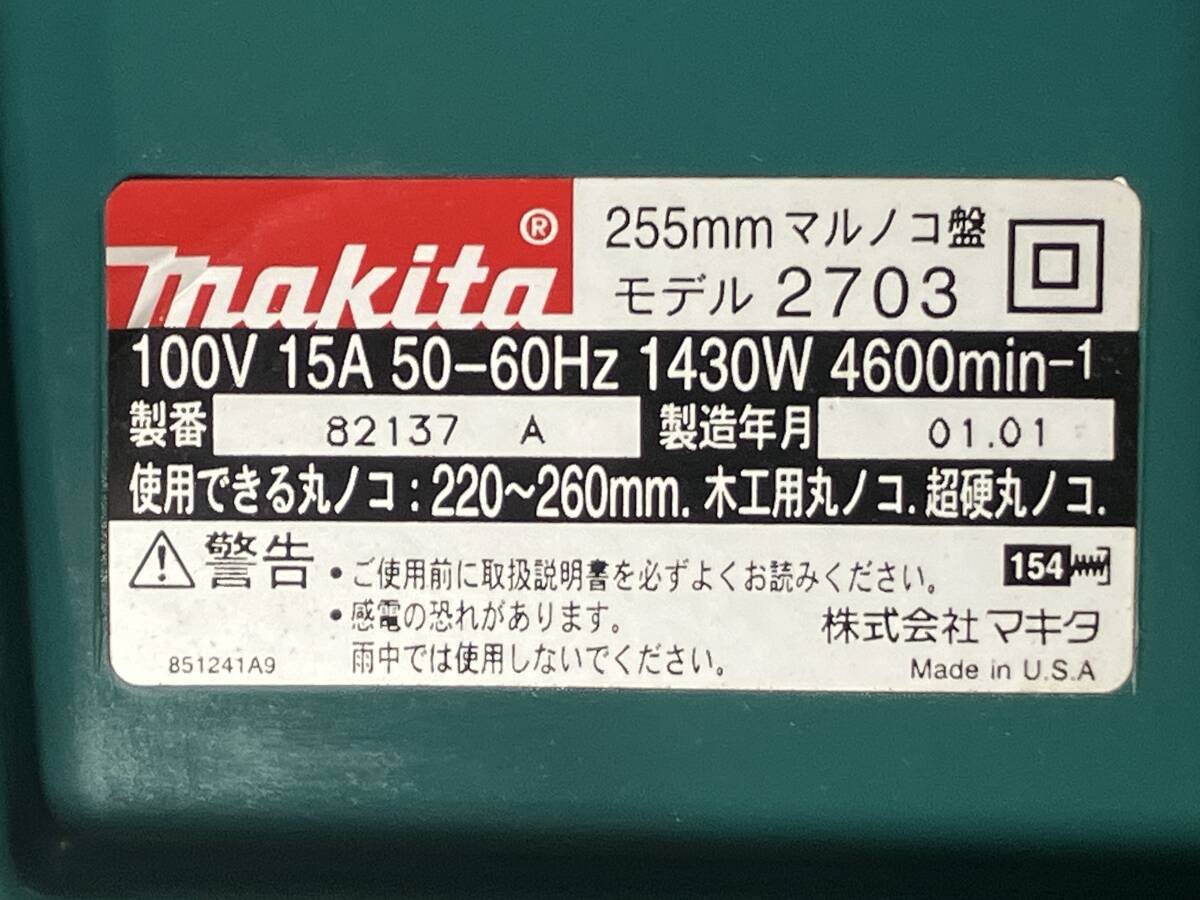 makita®
255mm マルノコ盤
モデル 2703
100V 15A 50-60Hz 1430W 4600min-1
製番 82137 A 製造年月 01.01
使用できる丸ノコ:220〜260mm. 木工用丸ノコ. 超硬丸ノコ.
警告 ・ご使用前に取扱説明書を必ずよくお読みください。
154
・感電の恐れがあります。
雨中では使用しないでください。
株式会社マキタ
851241A9
Made in U.S.A